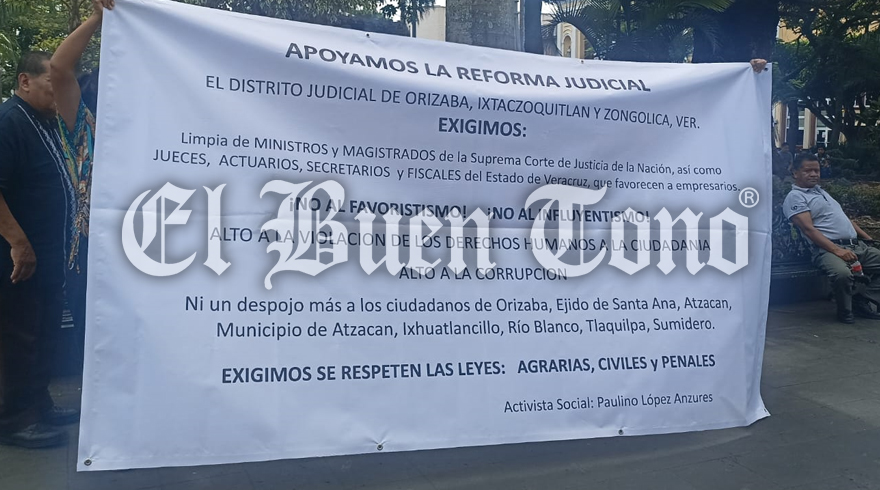 APOYAMOS LA REFORMA JUDICIAL
EL DISTRITO JUDICIAL DE ORIZABA, IXTACZOQUITLAN Y ZONGOLICA, VER.
EXIGIMOS:
Limpia de MINISTROS y MAGISTRADOS de la Suprema Corte de Justicia de la Nación, asi como
JUECES, ACTUARIOS, SECRETARIOS y FISCALES del Estado de Veracruz, que favorecen a empresarios.
¡NO AL FAVORISTISMO! ¡NO AL INFLUYENTISMO!
El Buen Tono®
ALTO A LA VIOLACION DE LOS DERECHOS HUMANOS A LA CIUDADANIA
ALTO A LA CORRUPCION
Ni un despojo más a los ciudadanos de Orizaba, Ejido de Santa Ana, Atzacan,
Municipio de Atzacan, Ixhuatlancillo, Río Blanco, Tlaquilpa, Sumidero.
EXIGIMOS SE RESPETEN LAS LEYES: AGRARIAS, CIVILES y PENALES
Activista Social: Paulino López Anzures